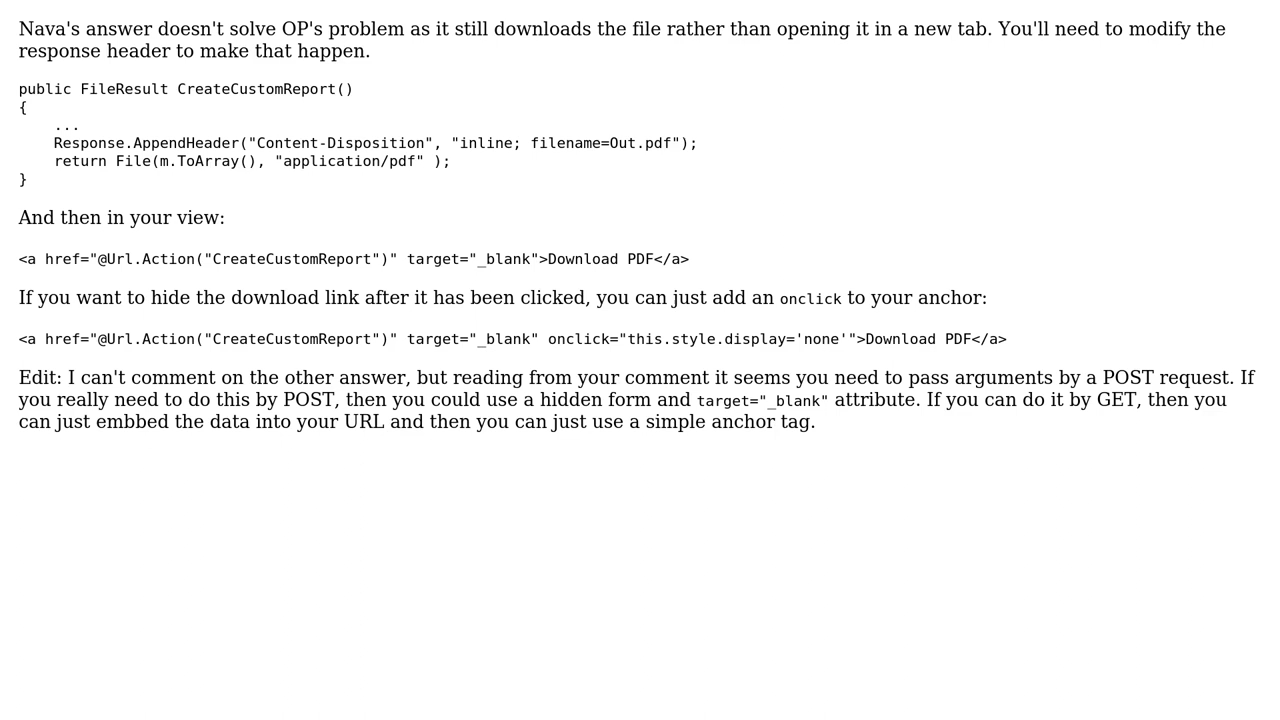 Nava's answer doesn't solve OP's problem as it still downloads the file rather than opening it in a new tab. You'll need to modify the
response header to make that happen.
public FileResult CreateCustomReport()
{
    ...
    Response.AppendHeader("Content-Disposition", "inline; filename=Out.pdf");
    return File(m.ToArray(), "application/pdf" );
}
And then in your view:
<a href="@Url.Action("CreateCustomReport")" target="_blank">Download PDF</a>
If you want to hide the download link after it has been clicked, you can just add an onclick to your anchor:
<a href="@Url.Action("CreateCustomReport")" target="_blank" onclick="this.style.display='none'">Download PDF</a>
Edit: I can't comment on the other answer, but reading from your comment it seems you need to pass arguments by a POST request. If
you really need to do this by POST, then you could use a hidden form and target="_blank" attribute. If you can do it by GET, then you
can just embbed the data into your URL and then you can just use a simple anchor tag.